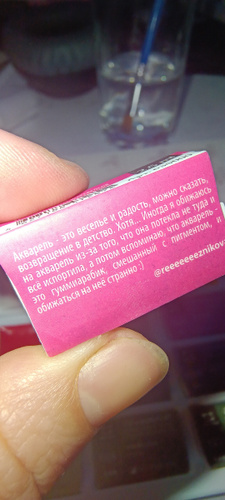 Акварель - это веселье и радость, можно сказать,
возвращение в детство. Хотя... Иногда я обижаюсь
на акварель из-за того, что она потекла не туда и
всё испортила, а потом вспоминаю, что акварель -
это гуммиарабик, смешанный с пигментом, и
обижаться на неё странно :)
@reeeeeeeznikova